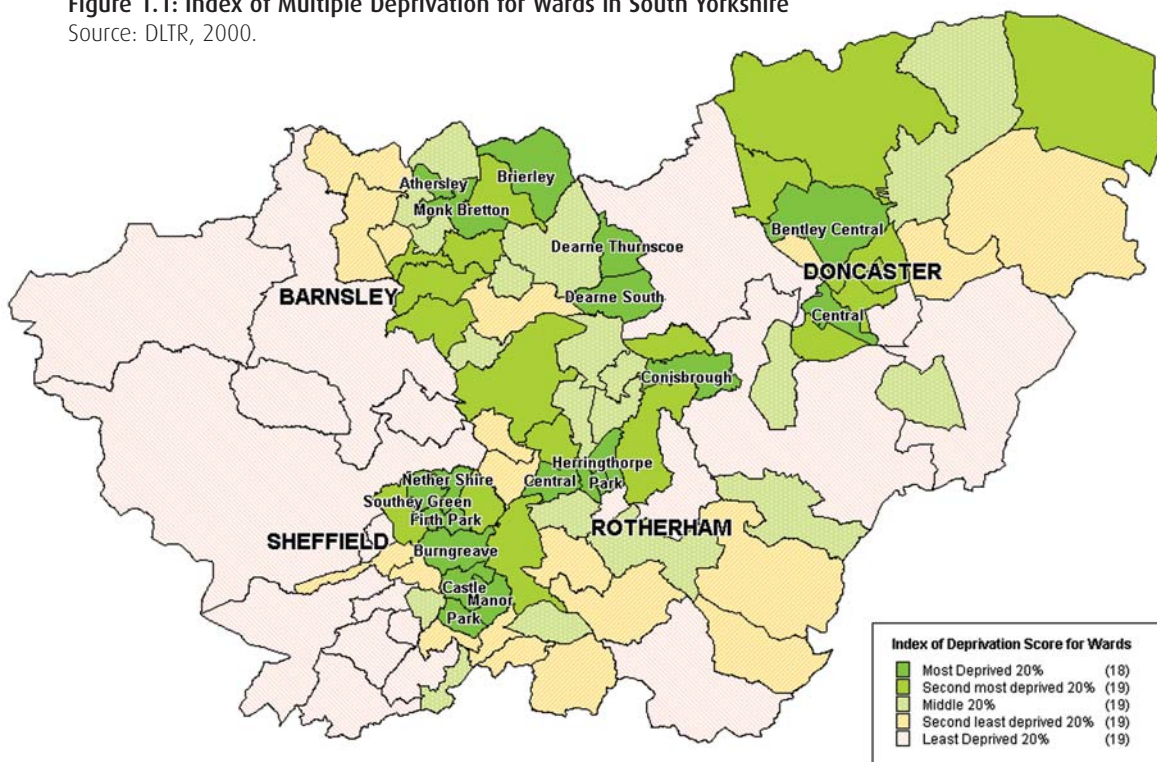 Figure 1.1: Index of Multiple Deprivation for Wards in South Yorkshire
Source: DLTR, 2000.
Brierley
Athersley
Monk Bretton
Bentley Central
Dearne Thurnscoe
DONCASTER
BARNSLEY
Dearne South
Central
Conisbrough
Herringthorpe
Nether Shire
Central
Park
Southey Green
Firth Park
ROTHERHAM
SHEFFIELD
Burngreave
Castle
Manor
Park
Index of Deprivation Score for Wards
Most Deprived 20% (18)
Second most deprived 20% (19)
Middle 20% (19)
Second least deprived 20% (19)
Least Deprived 20% (19)